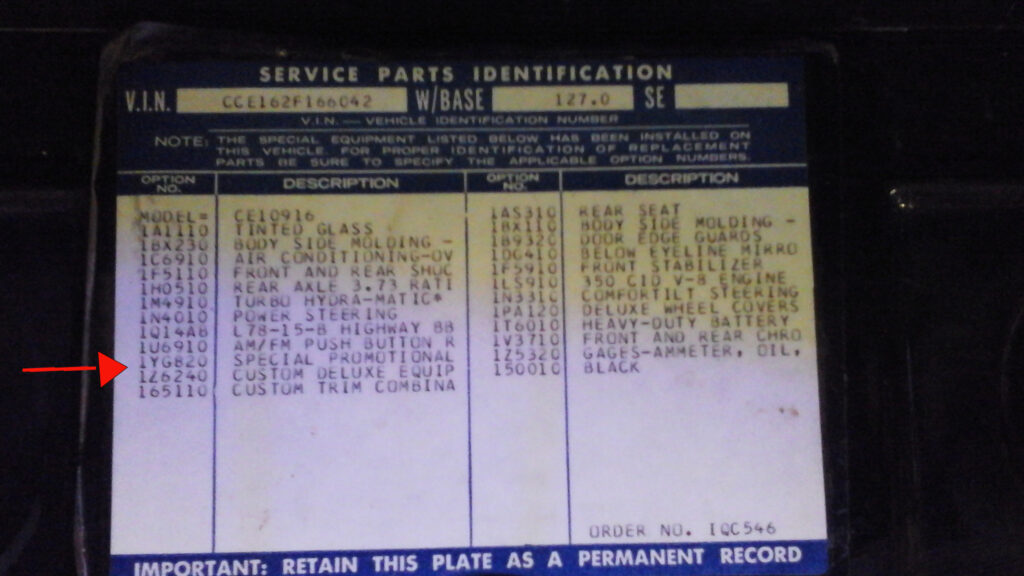 SERVICE PARTS IDENTIFICATION
V.I.N. CCE162F166042 W/BASE 127.0 SE
V.I.N. — VEHICLE IDENTIFICATION NUMBER
NOTE: THE SPECIAL EQUIPMENT LISTED BELOW HAS BEEN INSTALLED ON
THIS VEHICLE FOR PROPER IDENTIFICATION OF REPLACEMENT
PARTS BE SURE TO SPECIFY THE APPLICABLE OPTION NUMBERS.
OPTION NO. DESCRIPTION OPTION NO. DESCRIPTION
MODEL= CE10916
1A1110 TINTED GLASS
1BX230 BODY SIDE MOLDING -
1C6910 AIR CONDITIONING-OV
1F5110 FRONT AND REAR SHOC
1H0510 REAR AXLE 3.73 RATI
1M4910 TURBO HYDRA-MATIC*
1N4010 POWER STEERING
1Q14A8 L78-15-B HIGHWAY BB
1U6910 AM/FM PUSH BUTTON R
1YG820 SPECIAL PROMOTIONAL
1Z6240 CUSTOM DELUXE EQUIP
165110 CUSTOM TRIM COMBINA
1AS310 REAR SEAT
1BX110 BODY SIDE MOLDING -
1B9320 DOOR EDGE GUARDS
1DG410 BELOW EYELINE MIRRO
1F5910 FRONT STABILIZER
1LS910 350 CID V-8 ENGINE
1N3310 COMFORTILT STEERING
1PA120 DELUXE WHEEL COVERS
1T6010 HEAVY-DUTY BATTERY
1V3710 FRONT AND REAR CHRO
1Z5320 GAGES-AMMETER, OIL,
150010 BLACK
ORDER NO. IQC546
IMPORTANT: RETAIN THIS PLATE AS A PERMANENT RECORD